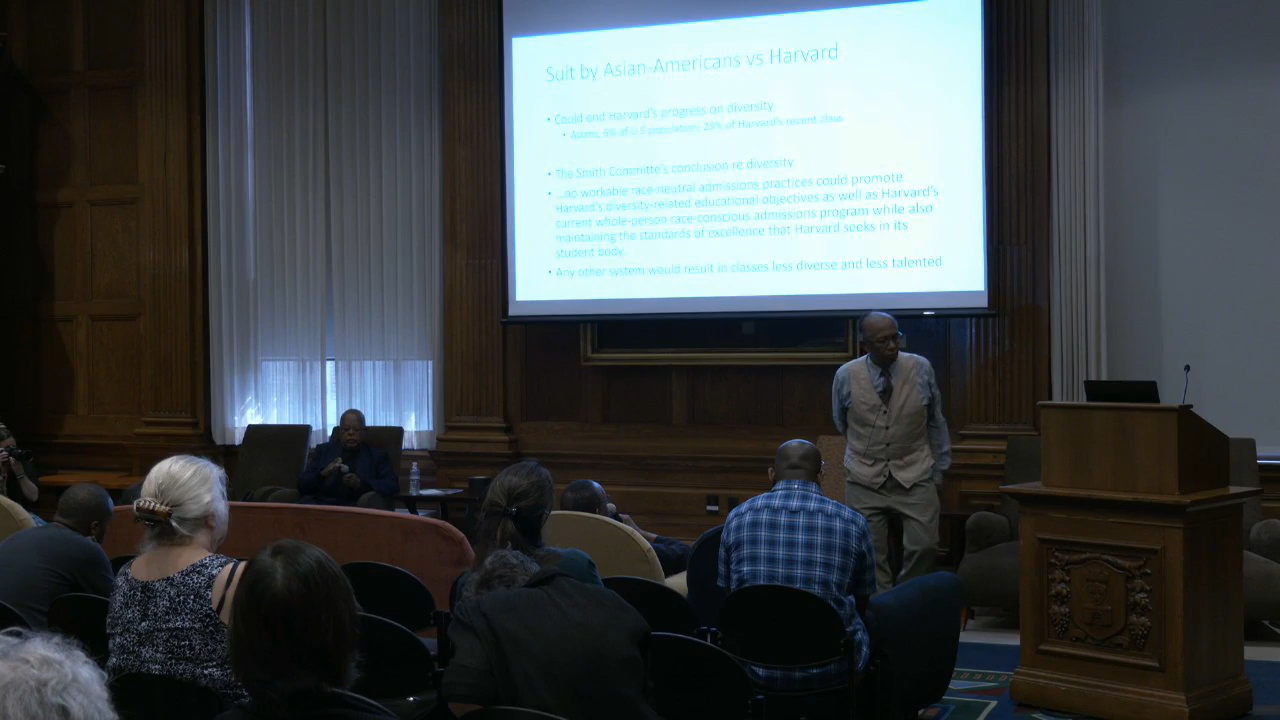 Suit by Asian-Americans vs Harvard
• Could end Harvard's progress on diversity
• Asians, 6% of U.S population, 23% of Harvard's recent class
• The Smith Committe's conclusion re diversity
• ...no workable race-neutral admissions practices could promote
Harvard's diversity-related educational objectives as well as Harvard's
current whole-person race-conscious admissions program while also
maintaining the standards of excellence that Harvard seeks in its
student body.
• Any other system would result in classes less diverse and less talented